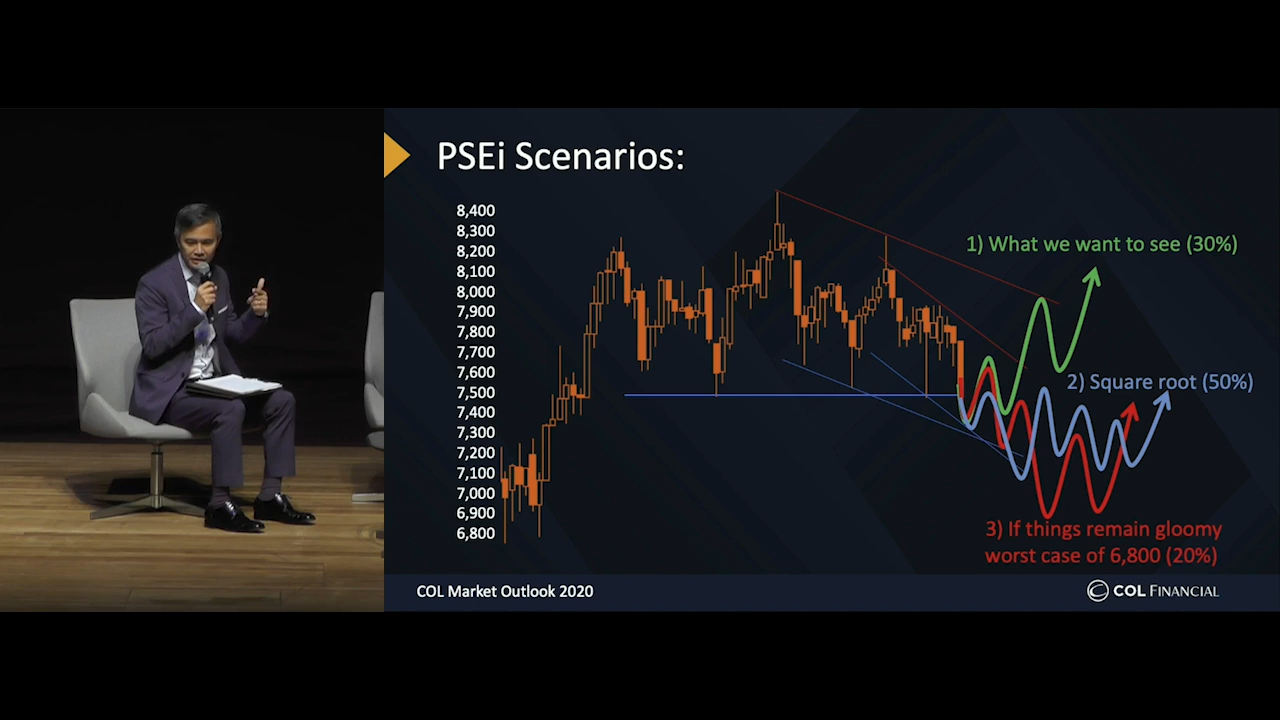 PSEi Scenarios:
8,400
8,300
8,200
8,100
8,000
7,900
7,800
7,700
7,600
7,500
7,400
7,300
7,200
7,100
7,000
6,900
6,800
1) What we want to see (30%)
2) Square root (50%)
3) If things remain gloomy
worst case of 6,800 (20%)
COL Market Outlook 2020
COL FINANCIAL